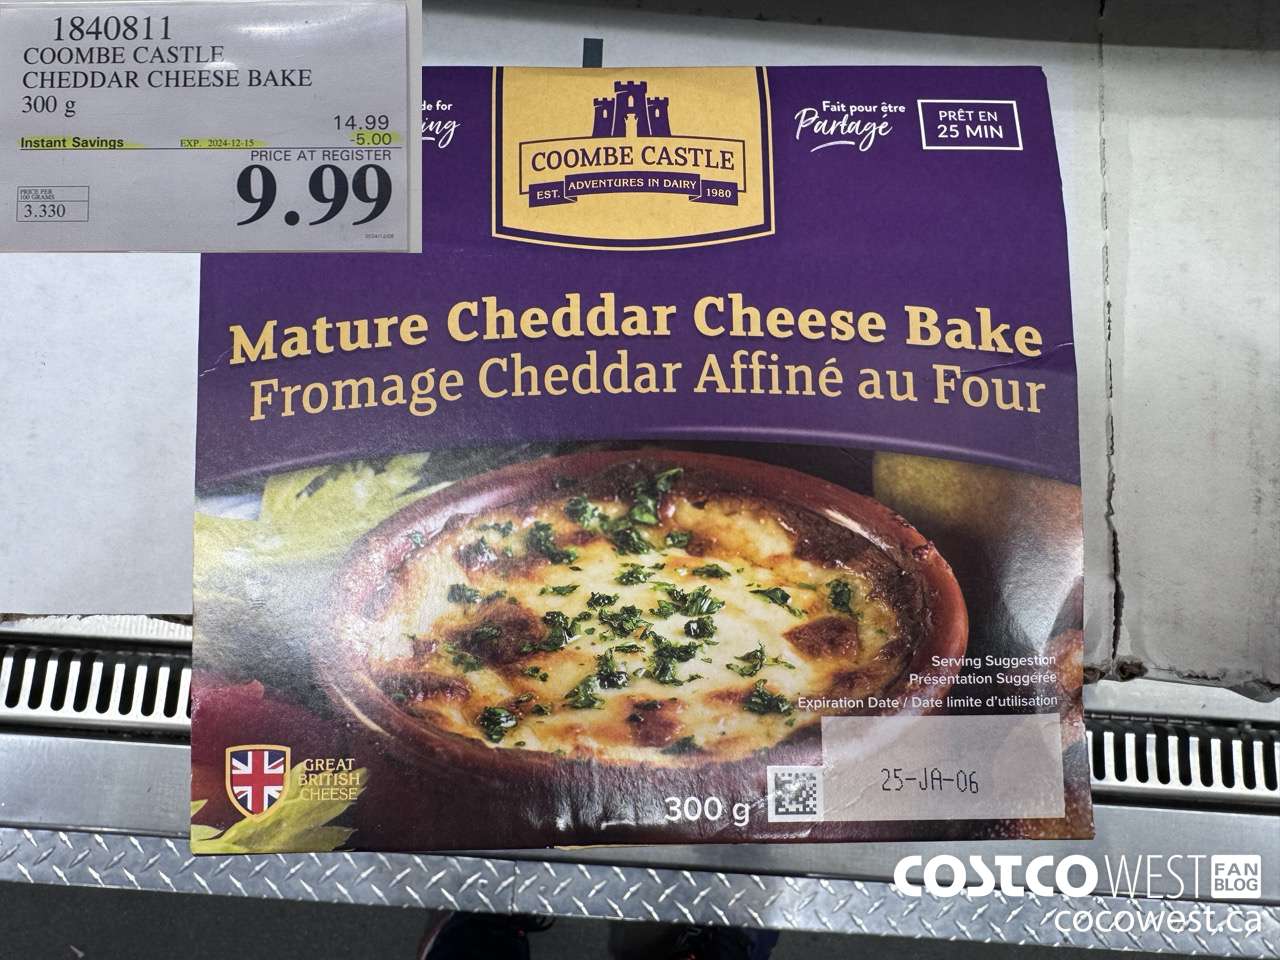 1840811
COOMBE CASTLE
CHEDDAR CHEESE BAKE
300 g
14.99
Instant Savings EXP. 2024-12-15 -5.00
PRICE AT REGISTER
9.99
PRICE PER
100 GRAMS
3.330
de for
ing
COOMBE CASTLE
EST. ADVENTURES IN DAIRY 1980
Fait pour être
Partagé
PRÊT EN
25 MIN
Mature Cheddar Cheese Bake
Fromage Cheddar Affiné au Four
Serving Suggestion
Présentation Suggérée
Expiration Date / Date limite d'utilisation
25-JA-06
GREAT
BRITISH
CHEESE
300 g
COSTCO WEST FAN
BLOG
cocowest.ca